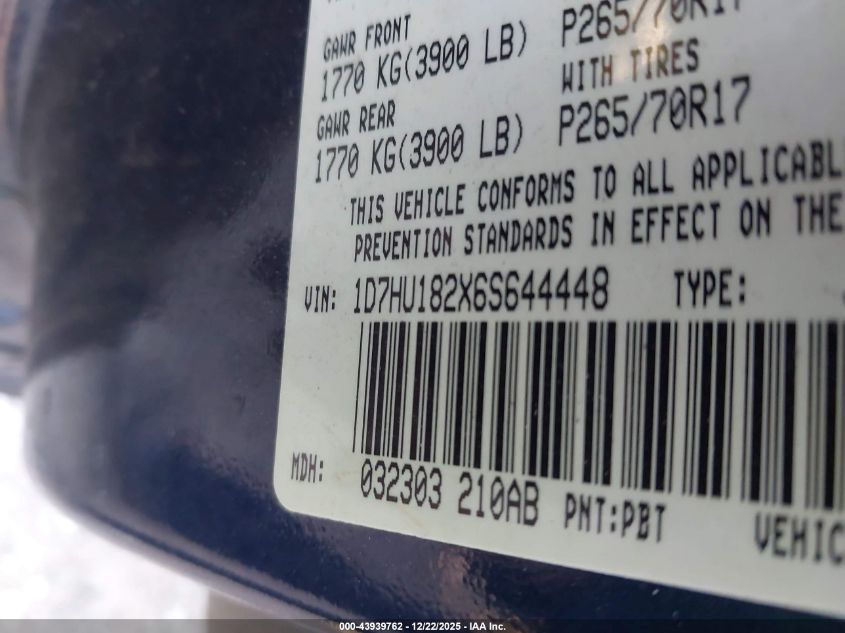 GAWR FRONT
1770 KG(3900 LB) P265/70R17
WITH TIRES
GAWR REAR
1770 KG(3900 LB) P265/70R17
THIS VEHICLE CONFORMS TO ALL APPLICABL
PREVENTION STANDARDS IN EFFECT ON THE
VIN: 1D7HU182X6S644448 TYPE:
MDH: 032303 210AB PNT:PBT VEHIC
000-43939762 - 12/22/2025 - IAA Inc.